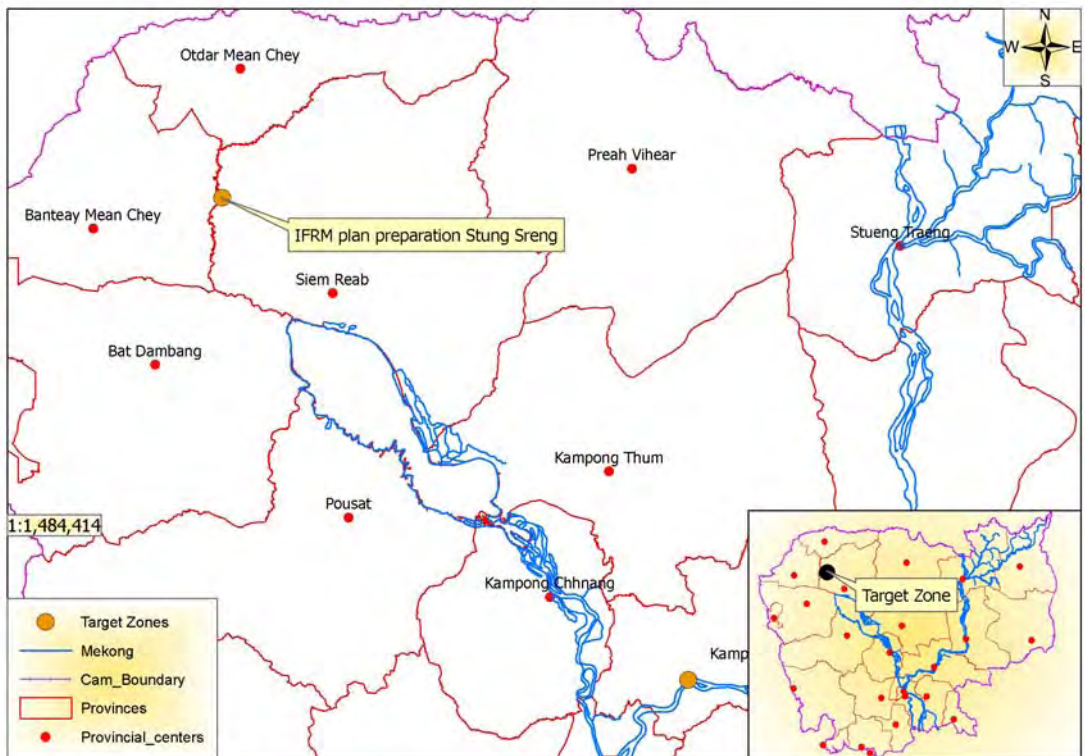 N
W E
S
Otdar Mean Chey
Preah Vihear
Banteay Mean Chey
IFRM plan preparation Stung Sreng
Stueng Traeng
Siem Reab
Bat Dambang
Kampong Thum
Pousat
1:1,484,414
Kampong Chhnang
Kamp
Target Zone
Target Zones
Mekong
Cam_Boundary
Provinces
Provincial_centers